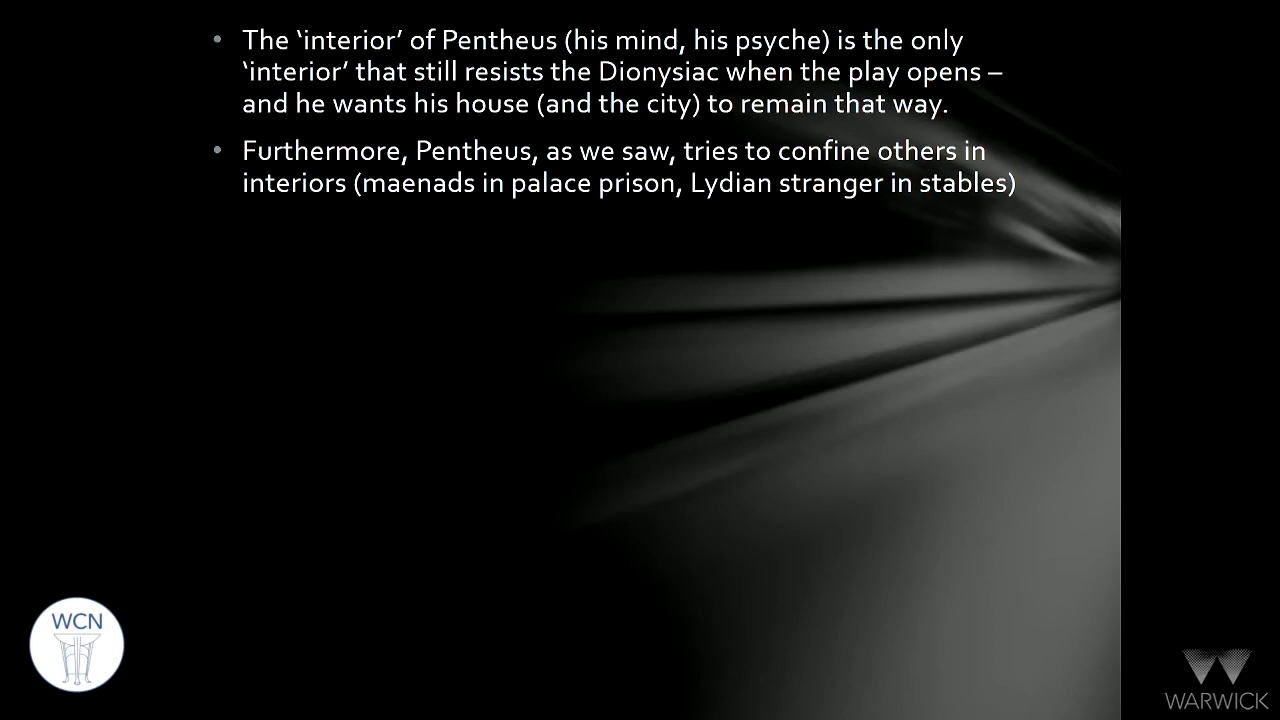 • The ‘interior’ of Pentheus (his mind, his psyche) is the only
‘interior’ that still resists the Dionysiac when the play opens –
and he wants his house (and the city) to remain that way.
• Furthermore, Pentheus, as we saw, tries to confine others in
interiors (maenads in palace prison, Lydian stranger in stables)
WCN
WARWICK